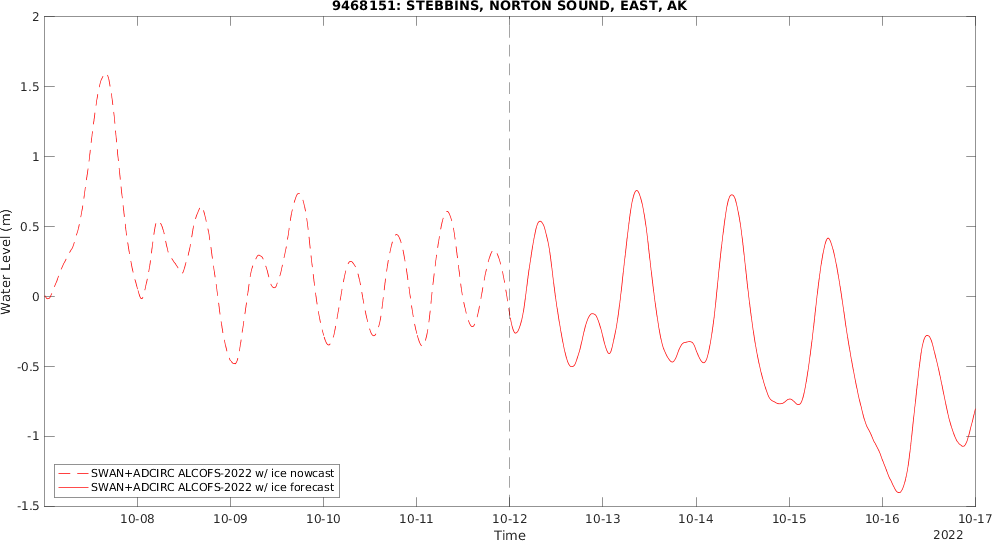 9468151: STEBBINS, NORTON SOUND, EAST, AK
2
1.5
1
0.5
0
-0.5
-1
-1.5
Water Level (m)
SWAN+ADCIRC ALCOFS-2022 w/ ice nowcast
SWAN+ADCIRC ALCOFS-2022 w/ ice forecast
10-08 10-09 10-10 10-11 10-12 10-13 10-14 10-15 10-16 10-17
Time
2022